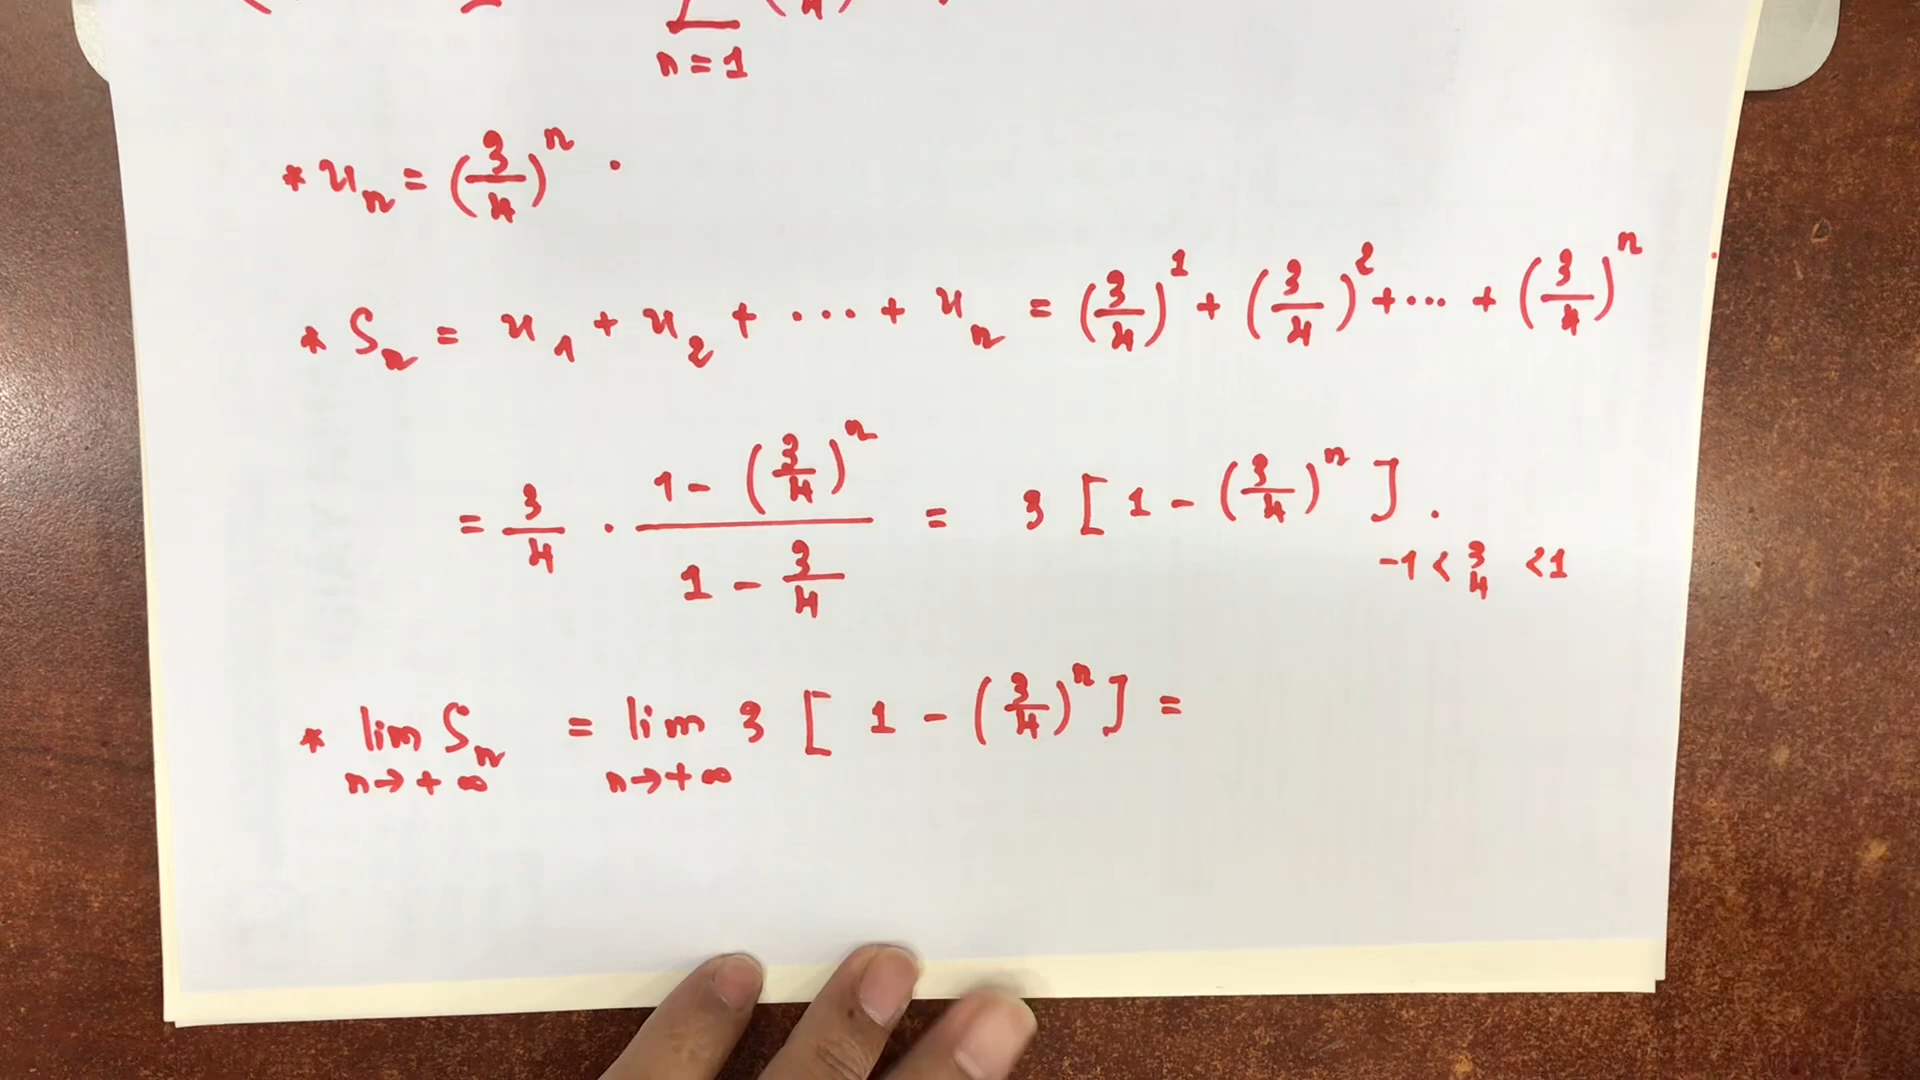 n = 1
* u_n = (3/4)^n .
* S_n = u_1 + u_2 + ... + u_n = (3/4)^1 + (3/4)^2 + ... + (3/4)^n
= 3/4 . (1 - (3/4)^n)/(1 - 3/4) = 3 [ 1 - (3/4)^n ] .
-1 < 3/4 < 1
* lim S_n = lim 3 [ 1 - (3/4)^n ] =
n→+∞ n→+∞